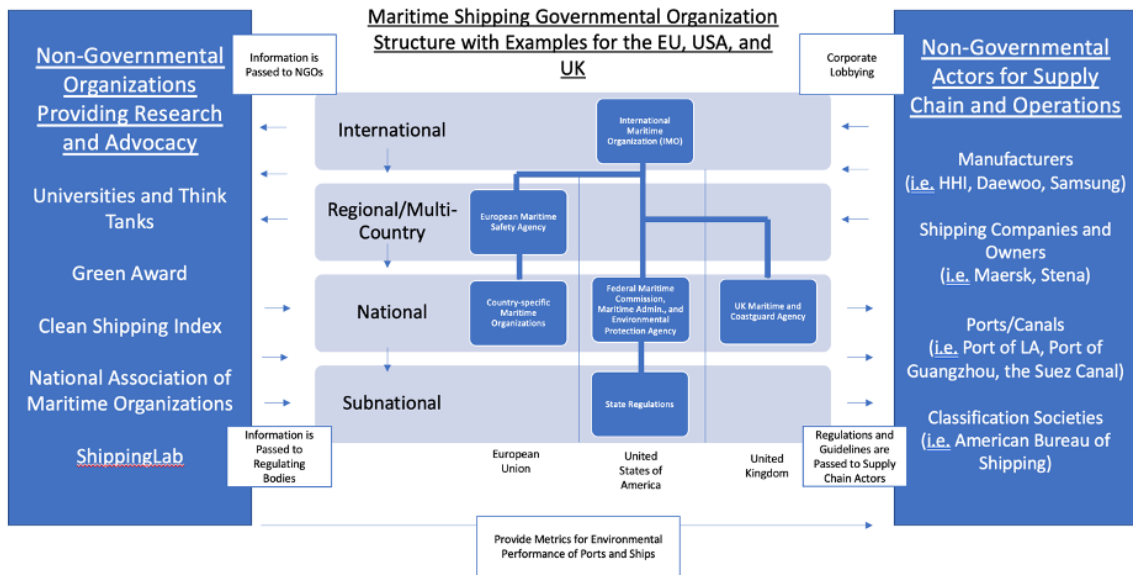 Maritime Shipping Governmental Organization
Structure with Examples for the EU, USA, and
UK
Non-Governmental
Organizations
Providing Research
and Advocacy
Universities and Think
Tanks
Green Award
Clean Shipping Index
National Association of
Maritime Organizations
ShippingLab
Information is
Passed to NGOs
Information is
Passed to
Regulating
Bodies
International
International
Maritime
Organization (IMO)
Regional/Multi-
Country
European Maritime
Safety Agency
National
Country-specific
Maritime
Organizations
Federal Maritime
Commission,
Maritime Admin., and
Environmental
Protection Agency
UK Maritime and
Coastguard Agency
Subnational
State Regulations
European
Union
United
States of
America
United
Kingdom
Corporate
Lobbying
Regulations and
Guidelines are
Passed to Supply
Chain Actors
Non-Governmental
Actors for Supply
Chain and Operations
Manufacturers
(i.e. HHI, Daewoo, Samsung)
Shipping Companies and
Owners
(i.e. Maersk, Stena)
Ports/Canals
(i.e. Port of LA, Port of
Guangzhou, the Suez Canal)
Classification Societies
(i.e. American Bureau of
Shipping)
Provide Metrics for Environmental
Performance of Ports and Ships